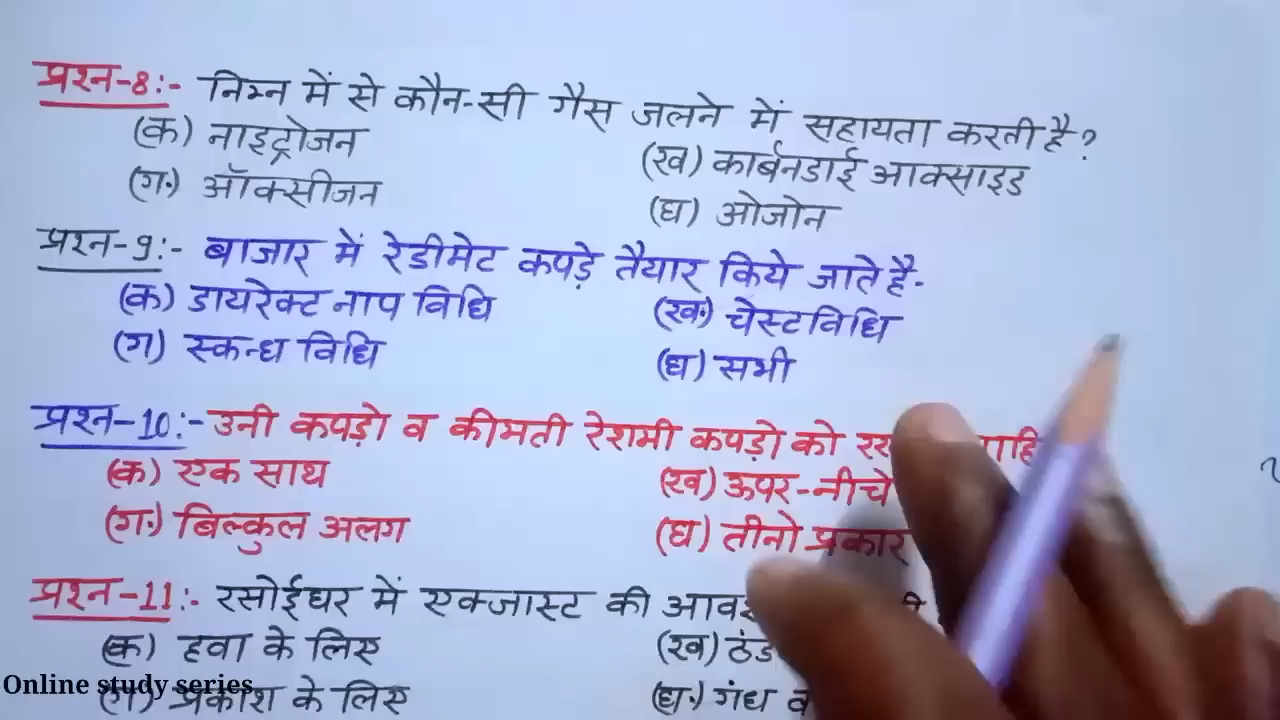 प्रश्न-8:- निम्न में से कौन-सी गैस जलने में सहायता करती है?
(क) नाइट्रोजन (ख) कार्बनडाई आक्साइड
(ग) ऑक्सीजन (घ) ओजोन
प्रश्न-9:- बाजार में रेडीमेट कपड़े तैयार किये जाते है-
(क) डायरेक्ट नाप विधि (ख) चेस्टविधि
(ग) स्कन्ध विधि (घ) सभी
प्रश्न-10:- उनी कपड़ो व कीमती रेशमी कपड़ो को
(क) एक साथ (ख) ऊपर-नीचे
(ग) बिल्कुल अलग (घ) तीनो प्रकार
प्रश्न-11:- रसोईघर में एक्जास्ट की
(क) हवा के लिए (ख)
(ग) प्रकाश के लिए (घ) गंध
Online study series